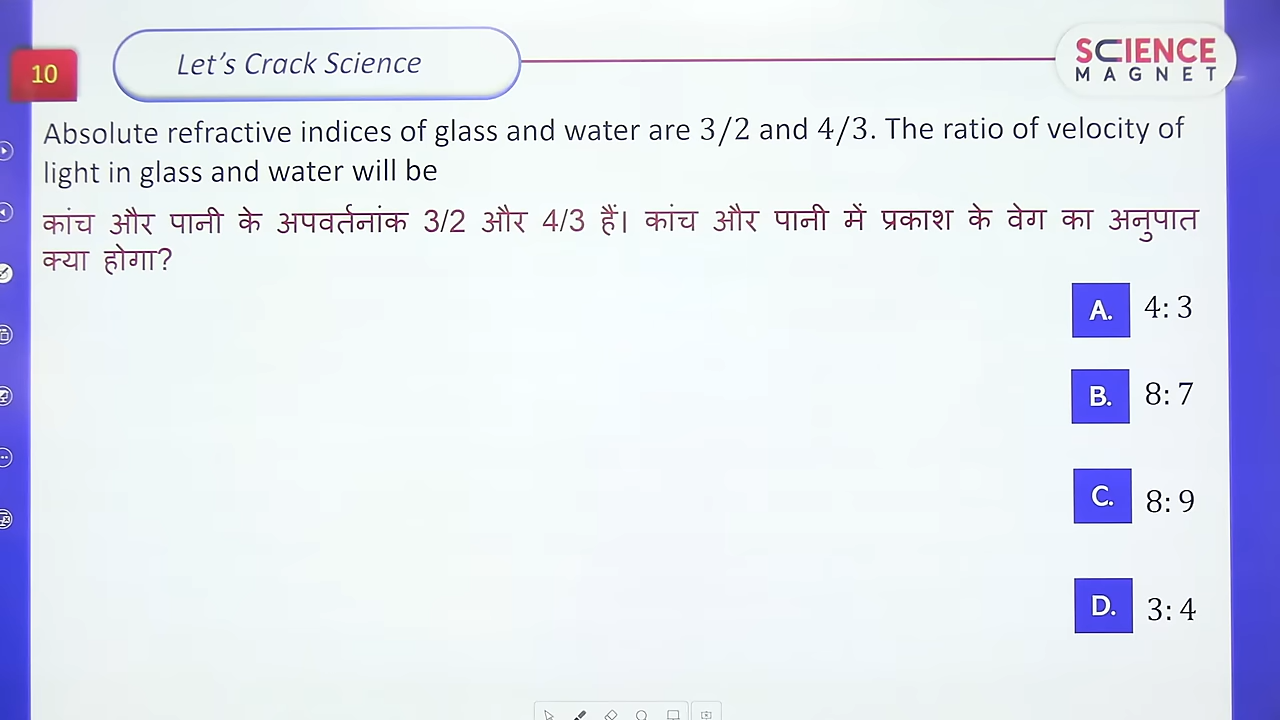 10
Let's Crack Science
SCIENCE
MAGNET
Absolute refractive indices of glass and water are 3/2 and 4/3. The ratio of velocity of
light in glass and water will be
कांच और पानी के अपवर्तनांक 3/2 और 4/3 हैं। कांच और पानी में प्रकाश के वेग का अनुपात
क्या होगा?
A. 4: 3
B. 8: 7
C. 8: 9
D. 3: 4